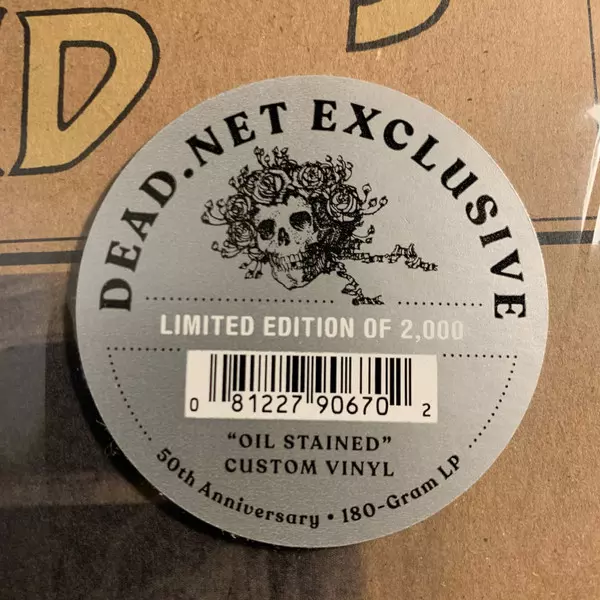 DEAD.NET EXCLUSIVE
LIMITED EDITION OF 2,000
0 81227 90670 2
“OIL STAINED”
CUSTOM VINYL
50th Anniversary • 180-Gram LP